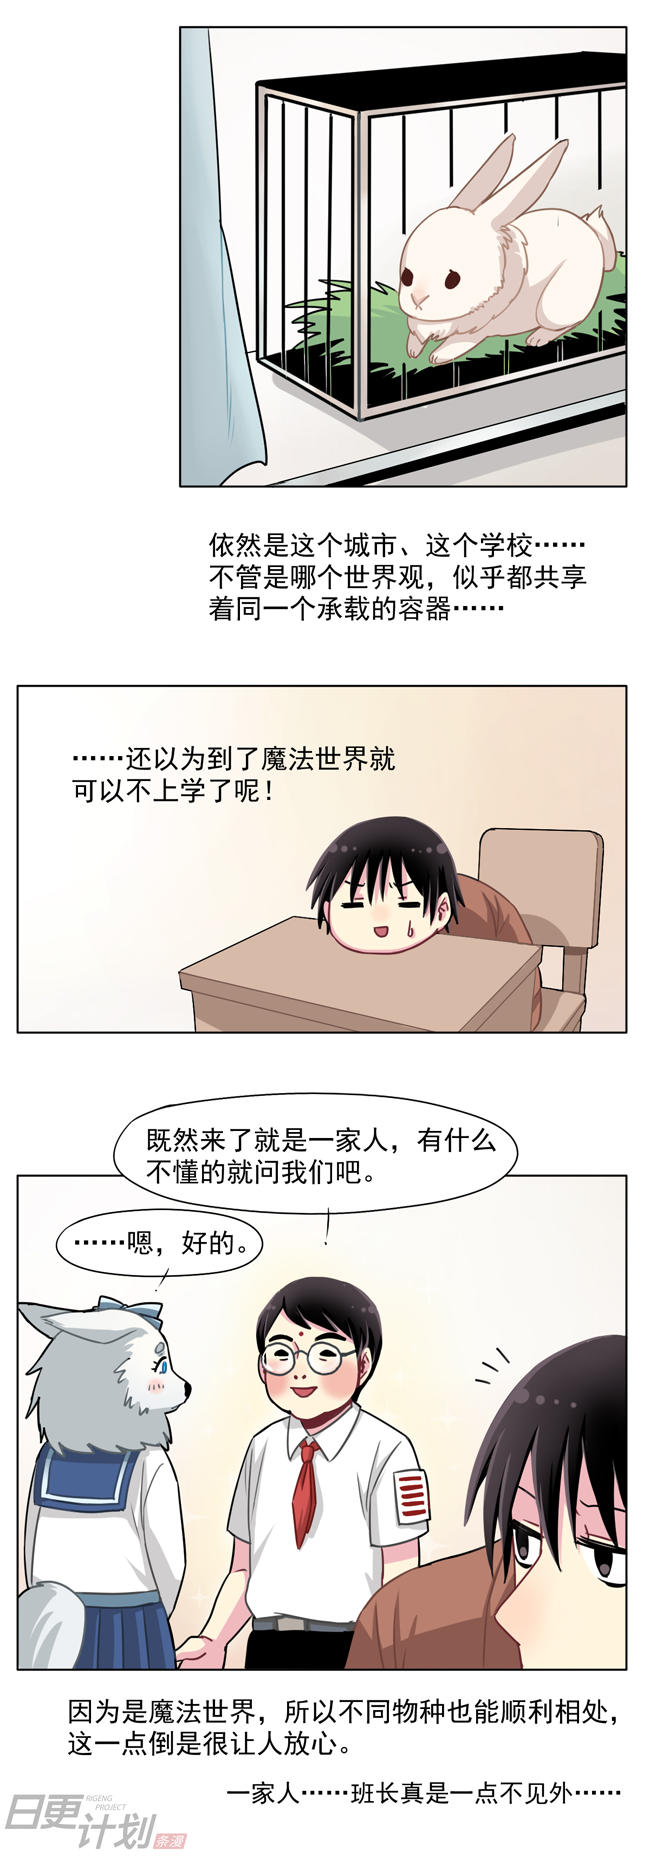 依然是这个城市、这个学校……
不管是哪个世界观，似乎都共享
着同一个承载的容器……
……还以为到了魔法世界就
可以不上学了呢！
既然来了就是一家人，有什么
不懂的就问我们吧。
……嗯，好的。
因为是魔法世界，所以不同物种也能顺利相处，
这一点倒是很让人放心。
一家人……班长真是一点不见外……
日更计划
RIGENG
PROJECT
条漫